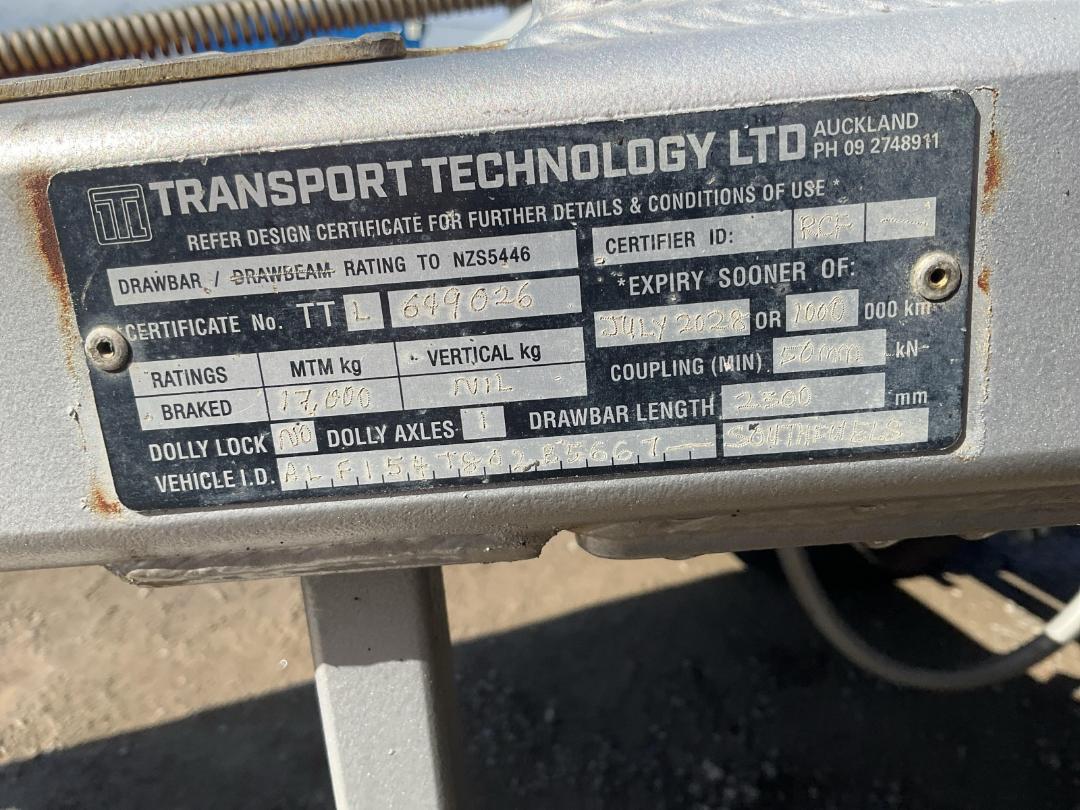 TRANSPORT TECHNOLOGY LTD AUCKLAND PH 09 2748911
REFER DESIGN CERTIFICATE FOR FURTHER DETAILS & CONDITIONS OF USE *
DRAWBAR / DRAWBEAM RATING TO NZS5446
CERTIFIER ID: RCF
*CERTIFICATE No. TT L 649026
*EXPIRY SOONER OF:
JULY 2028 OR 1000 000 km
RATINGS MTM kg VERTICAL kg
BRAKED 17,000 NIL
COUPLING (MIN) 50mm kN
DOLLY LOCK NO DOLLY AXLES 1 DRAWBAR LENGTH 2300 mm
VEHICLE I.D. SOUTHFUELS